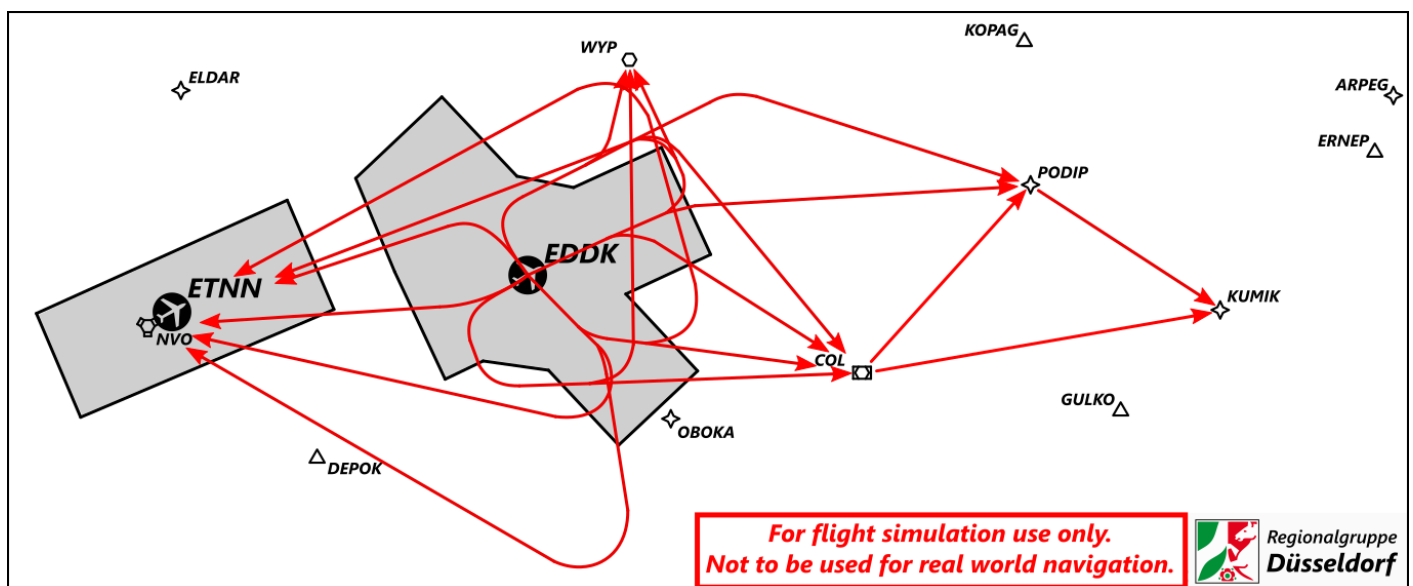 KOPAG
WYP
ELDAR
ARPEG
ERNEP
PODIP
EDDK
ETNN
KUMIK
NVO
COL
GULKO
OBOKA
DEPOK
For flight simulation use only.
Not to be used for real world navigation.
Regionalgruppe
Düsseldorf